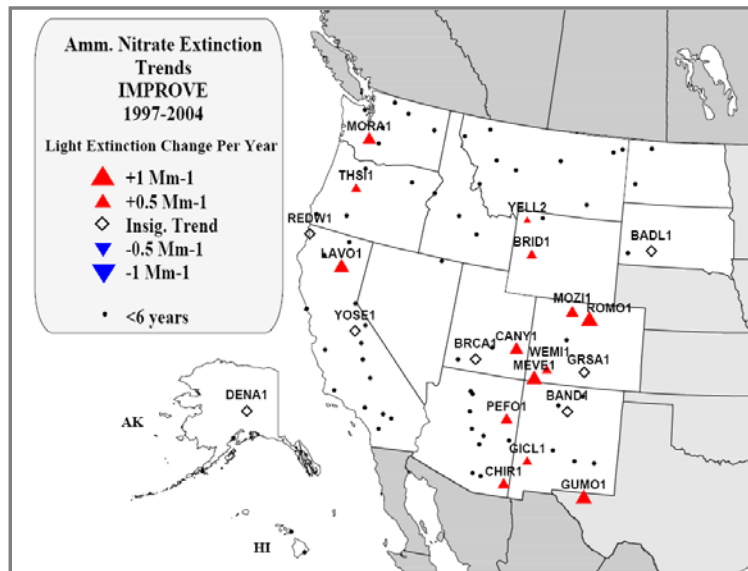 Amm. Nitrate Extinction
Trends
IMPROVE
1997-2004
Light Extinction Change Per Year
+1 Mm-1
+0.5 Mm-1
Insig. Trend
-0.5 Mm-1
-1 Mm-1
<6 years
MORA1
THSI1
REDW1
YELL2
BADL1
BRID1
LAVO1
MOZI1
ROMO1
YOSE1
BRCA1
CANY1
WEMI1
MEVE1
GRSA1
DENA1
BAND1
AK
PEFO1
GICL1
CHIR1
GUMO1
HI